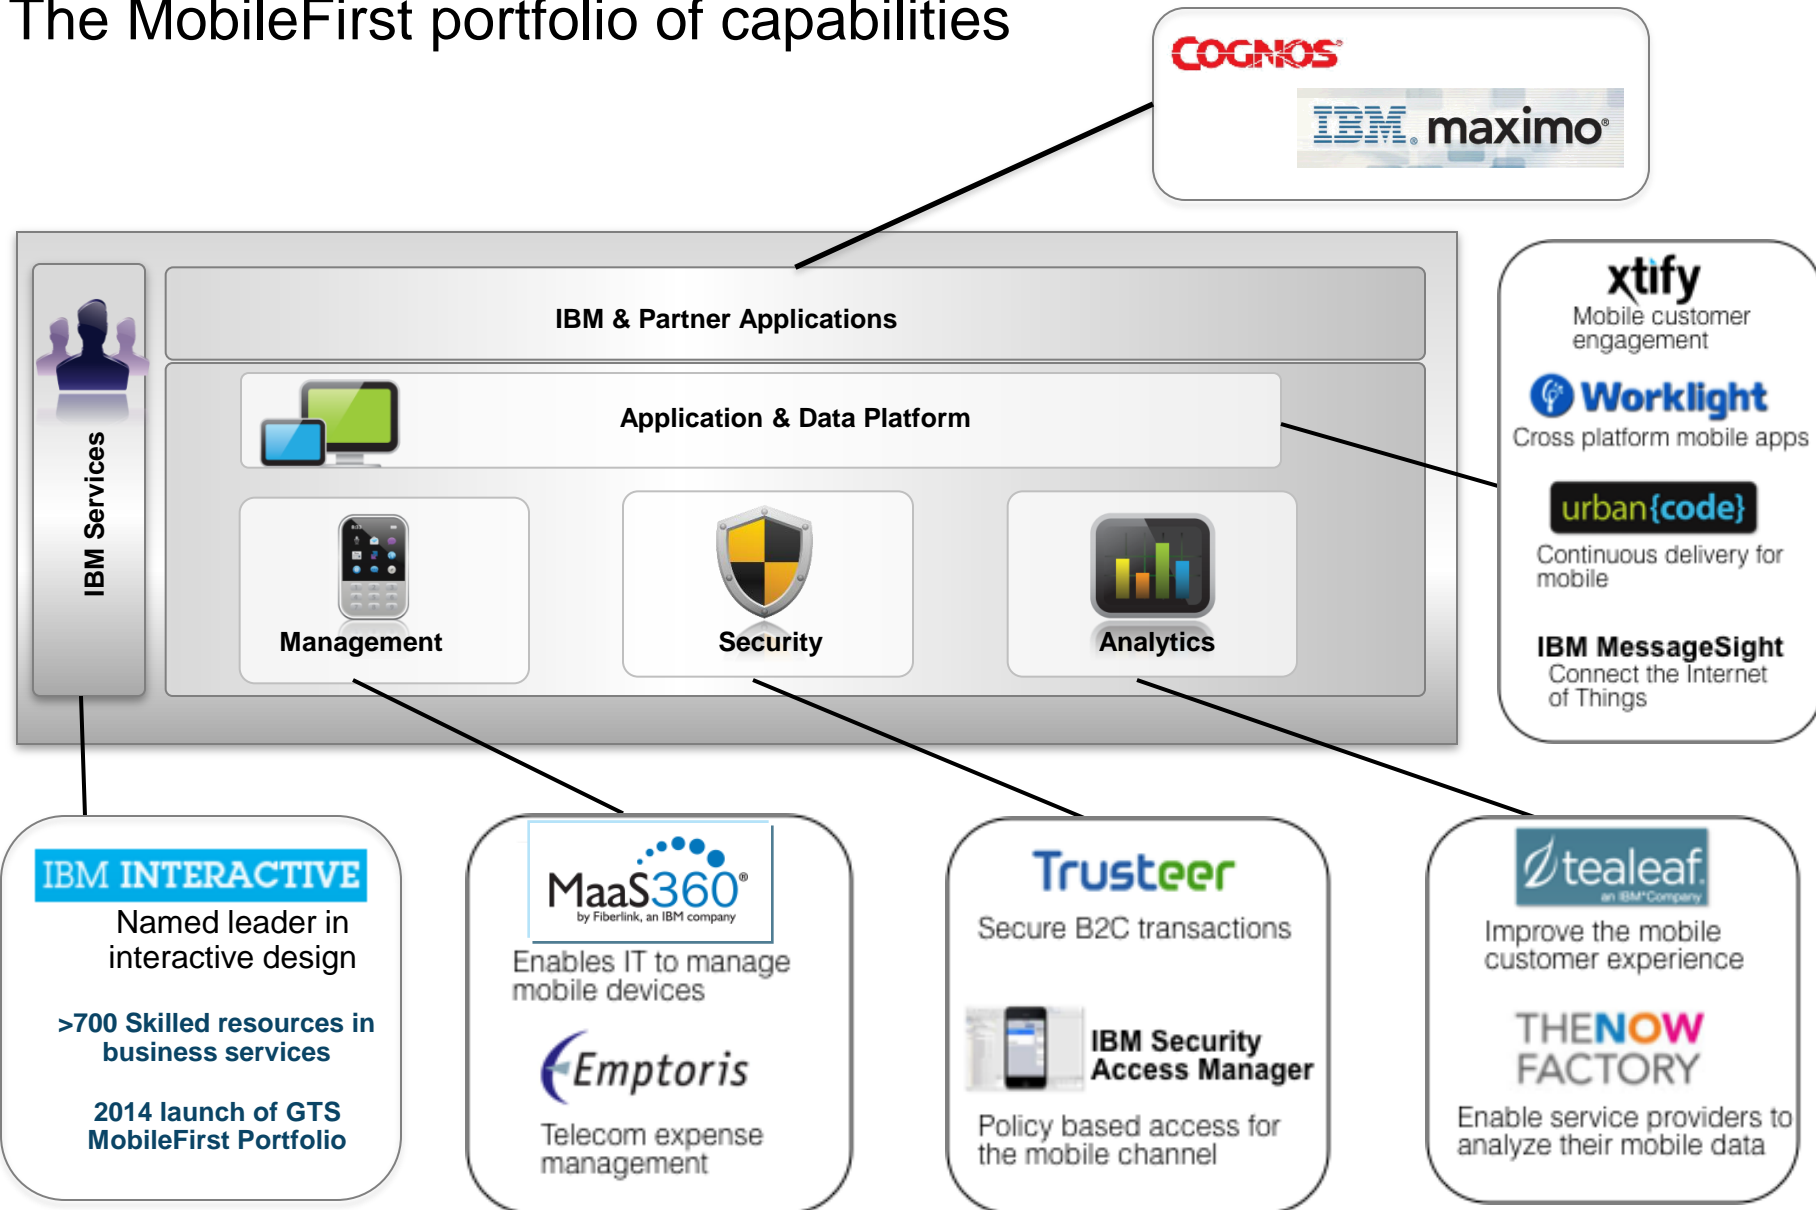 The MobileFirst portfolio of capabilities
COGNOS®
IBM® maximo®
IBM & Partner Applications
Application & Data Platform
IBM Services
Management
Security
Analytics
xtify
Mobile customer
engagement
Worklight
Cross platform mobile apps
urban{code}
Continuous delivery for
mobile
IBM MessageSight
Connect the Internet
of Things
IBM INTERACTIVE
Named leader in
interactive design
>700 Skilled resources in
business services
2014 launch of GTS
MobileFirst Portfolio
MaaS360®
by Fiberlink, an IBM company
Enables IT to manage
mobile devices
Emptoris
Telecom expense
management
Trusteer
Secure B2C transactions
IBM Security
Access Manager
Policy based access for
the mobile channel
tealeaf
an IBM® Company
Improve the mobile
customer experience
THENOW
FACTORY
Enable service providers to
analyze their mobile data